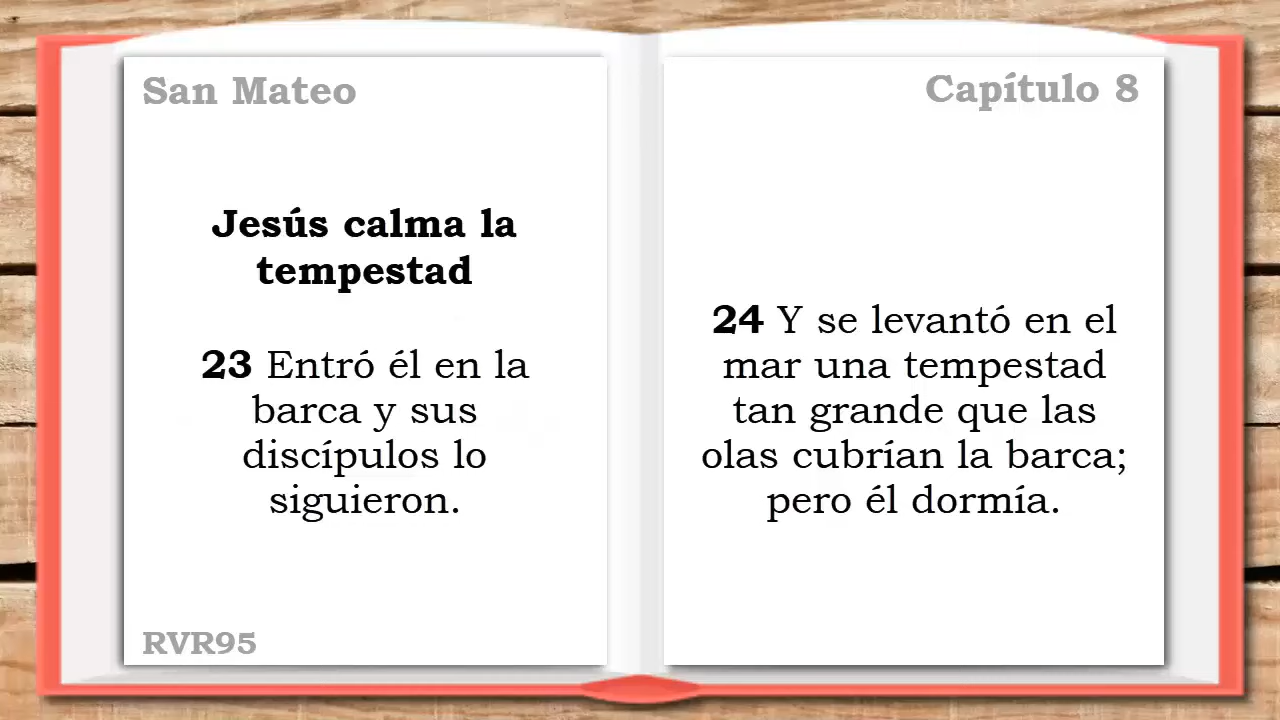 San Mateo
Jesús calma la
tempestad
23 Entró él en la
barca y sus
discípulos lo
siguieron.
RVR95
Capítulo 8
24 Y se levantó en el
mar una tempestad
tan grande que las
olas cubrían la barca;
pero él dormía.